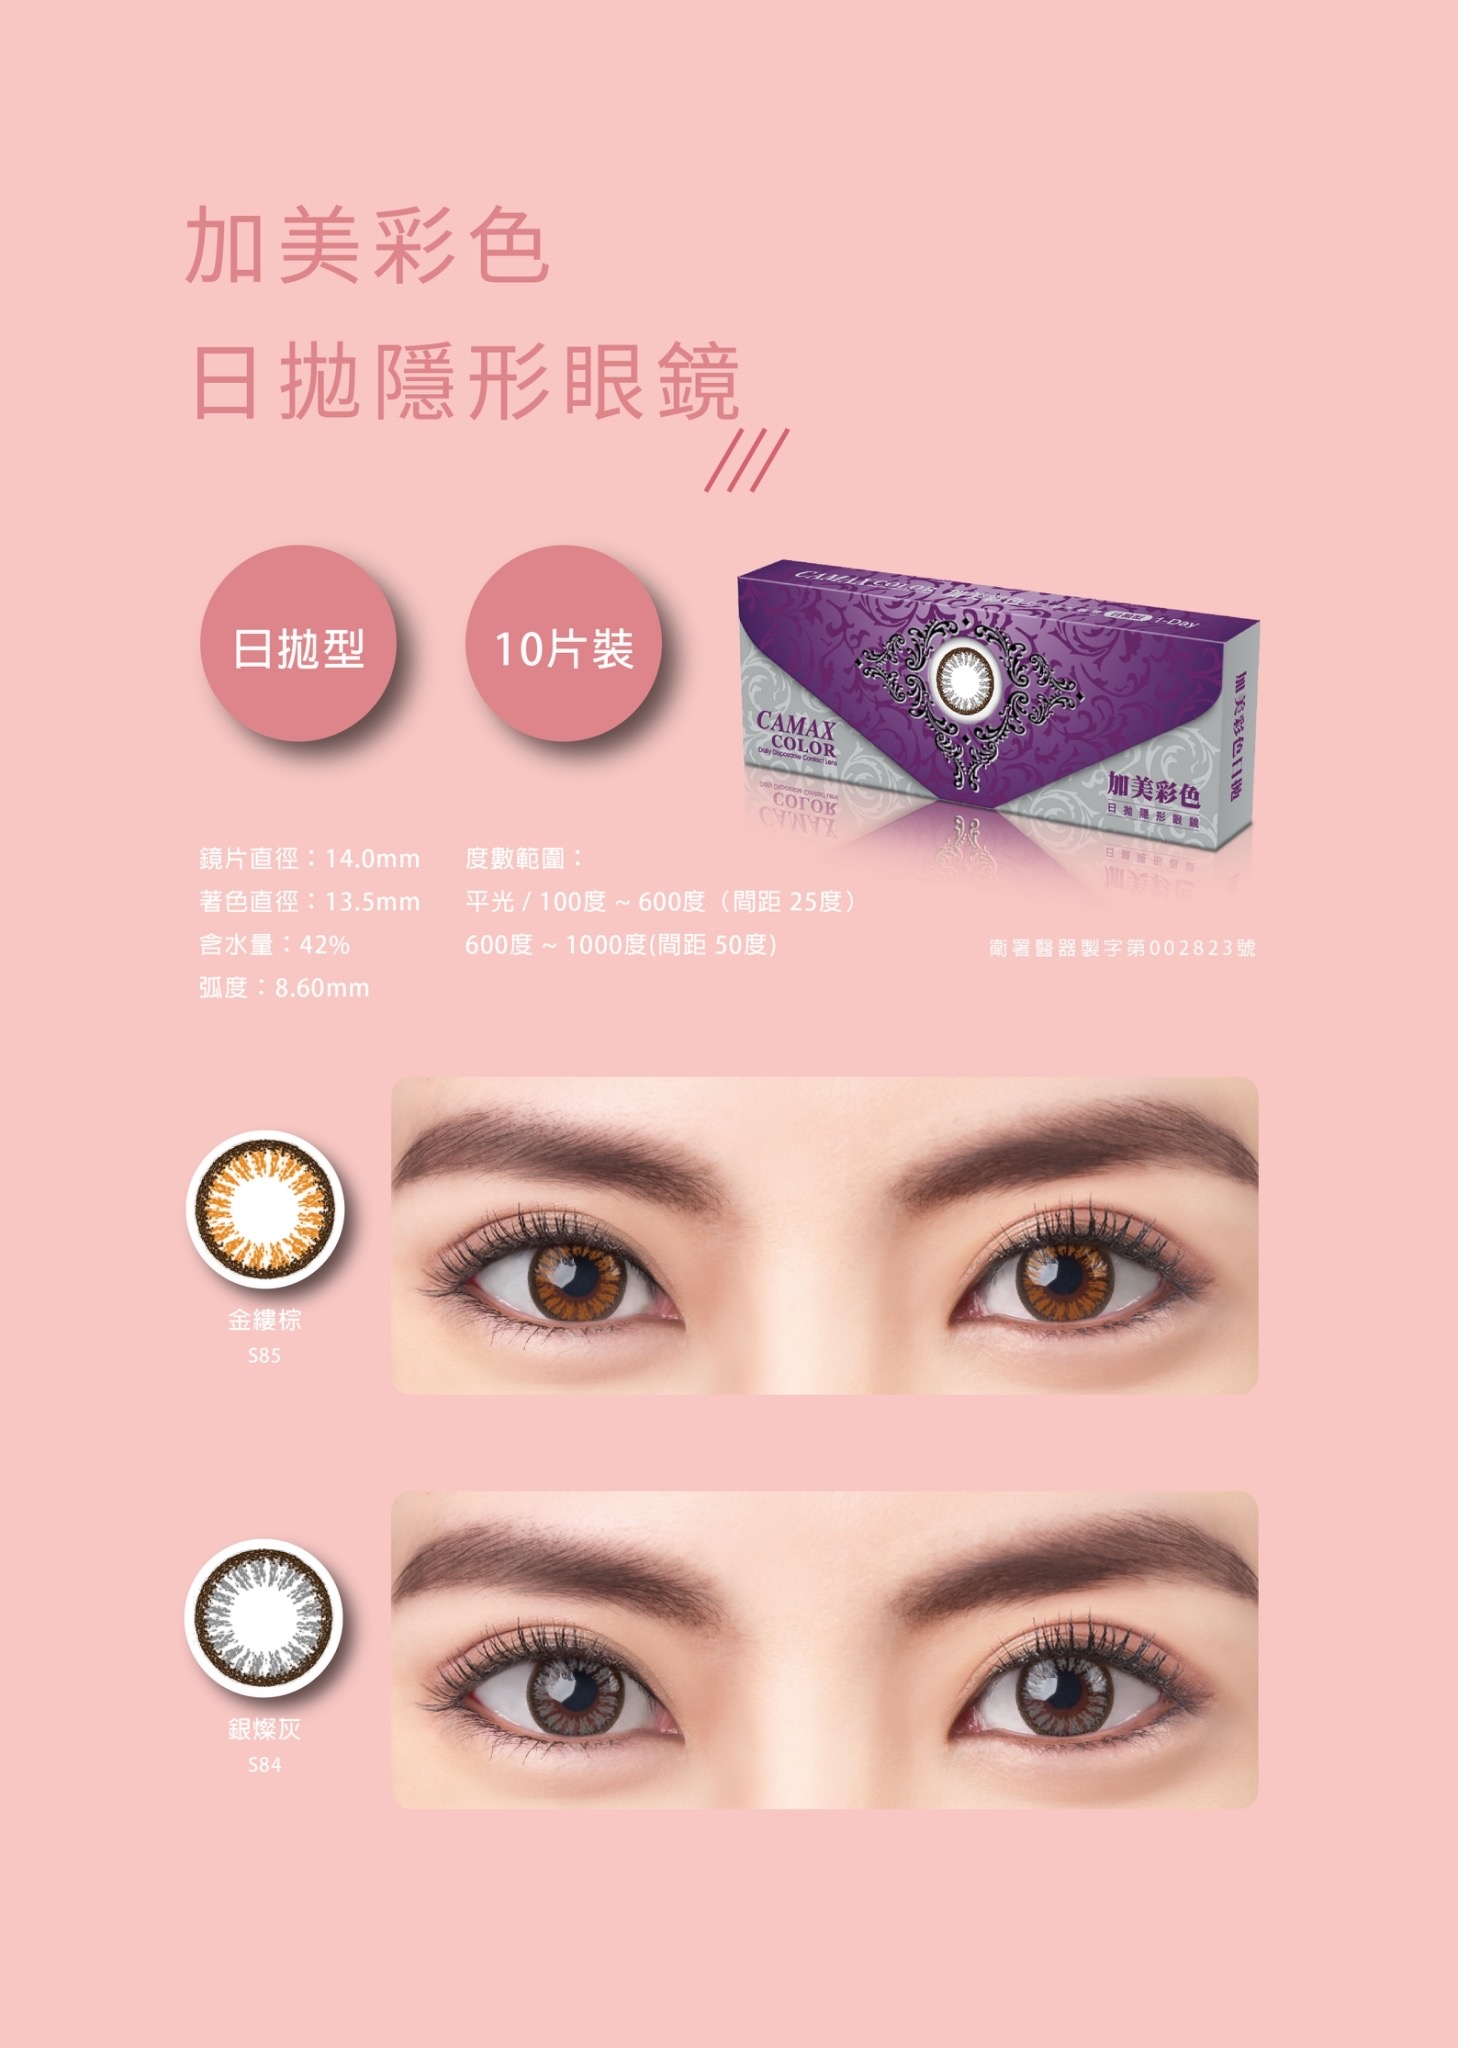 加美彩色
日拋隱形眼鏡
日拋型
10片裝
CAMAX COLOR 加美彩色
1-Day
CAMAX
COLOR
Daily Disposable Contact Lens
加美彩色
日拋隱形眼鏡
加美彩色日拋
鏡片直徑：14.0mm
著色直徑：13.5mm
含水量：42%
弧度：8.60mm
度數範圍：
平光 / 100度 ~ 600度（間距 25度）
600度 ~ 1000度(間距 50度)
衛署醫器製字第002823號
金縷棕
S85
銀燦灰
S84